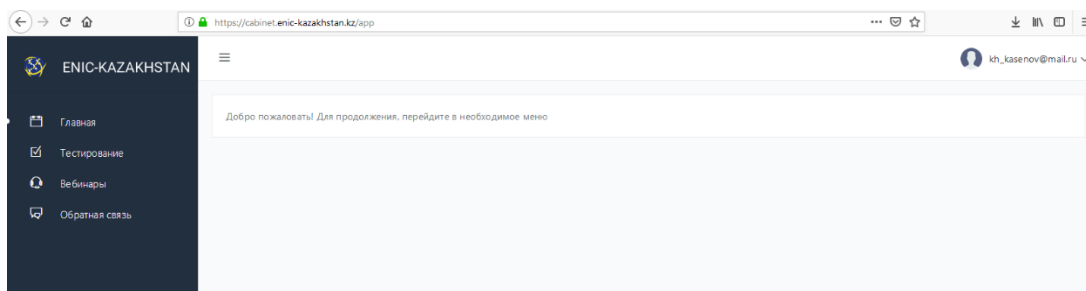 https://cabinet.enic-kazakhstan.kz/app
ENIC-KAZAKHSTAN
kh_kasenov@mail.ru
Добро пожаловать! Для продолжения, перейдите в необходимое меню
Главная
Тестирование
Вебинары
Обратная связь